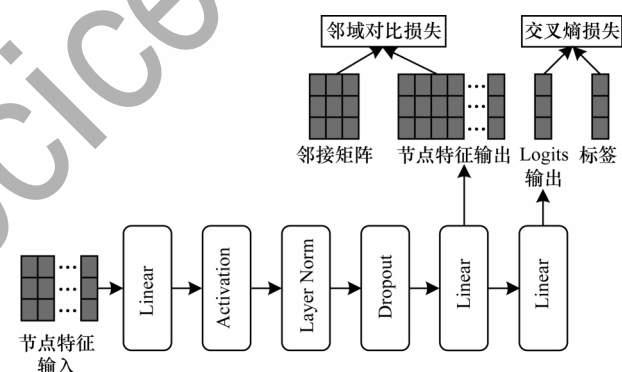 邻域对比损失
交叉熵损失
邻接矩阵
节点特征输出
Logits
输出
标签
Linear
Activation
Layer Norm
Dropout
Linear
Linear
节点特征
输入